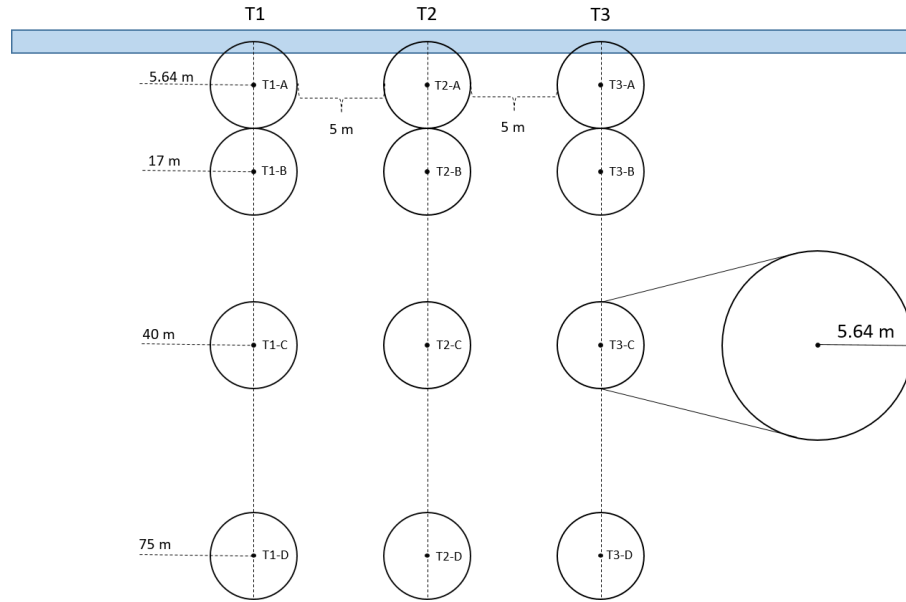 T1 T2 T3
5.64 m T1-A T2-A T3-A
5 m 5 m
17 m T1-B T2-B T3-B
40 m T1-C T2-C T3-C 5.64 m
75 m T1-D T2-D T3-D